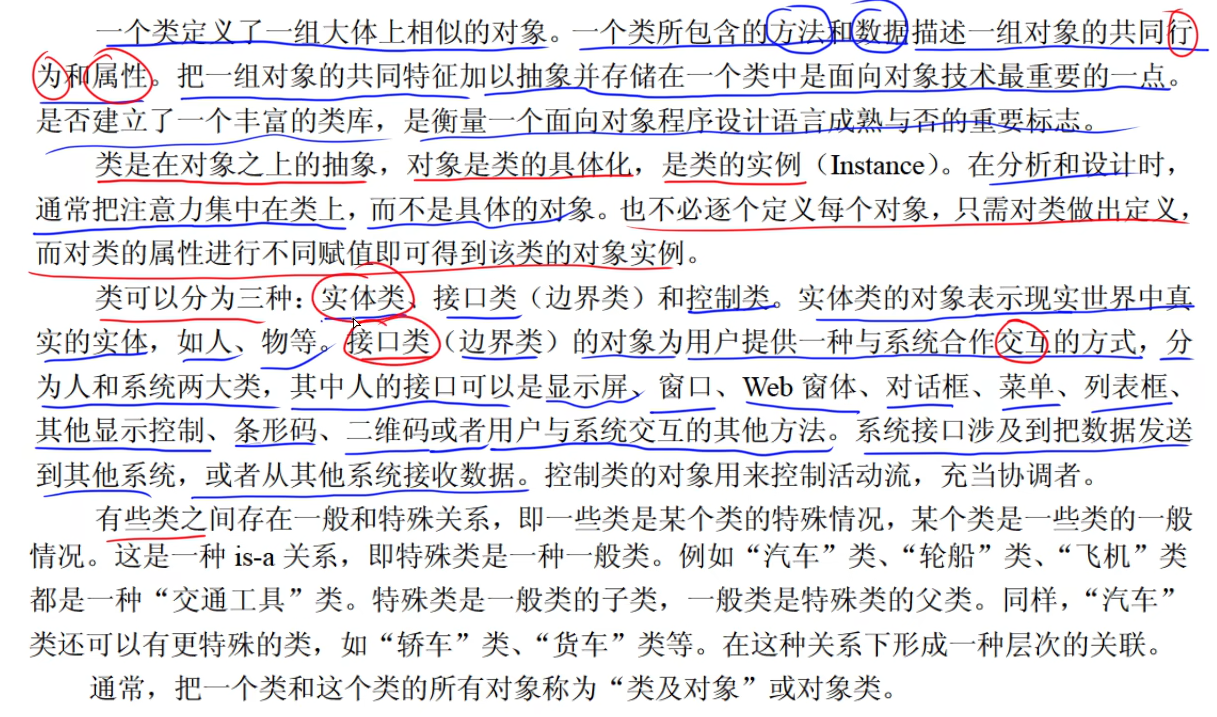 一个类定义了一组大体上相似的对象。一个类所包含的方法和数据描述一组对象的共同行
为和属性。把一组对象的共同特征加以抽象并存储在一个类中是面向对象技术最重要的一点。
是否建立了一个丰富的类库，是衡量一个面向对象程序设计语言成熟与否的重要标志。
类是在对象之上的抽象，对象是类的具体化，是类的实例（Instance）。在分析和设计时，
通常把注意力集中在类上，而不是具体的对象。也不必逐个定义每个对象，只需对类做出定义，
而对类的属性进行不同赋值即可得到该类的对象实例。
类可以分为三种：实体类、接口类（边界类）和控制类。实体类的对象表示现实世界中真
实的实体，如人、物等。接口类（边界类）的对象为用户提供一种与系统合作交互的方式，分
为人和系统两大类，其中人的接口可以是显示屏、窗口、Web 窗体、对话框、菜单、列表框、
其他显示控制、条形码、二维码或者用户与系统交互的其他方法。系统接口涉及到把数据发送
到其他系统，或者从其他系统接收数据。控制类的对象用来控制活动流，充当协调者。
有些类之间存在一般和特殊关系，即一些类是某个类的特殊情况，某个类是一些类的一般
情况。这是一种 is-a 关系，即特殊类是一种一般类。例如“汽车”类、“轮船”类、“飞机”类
都是一种“交通工具”类。特殊类是一般类的子类，一般类是特殊类的父类。同样，“汽车”
类还可以有更特殊的类，如“轿车”类、“货车”类等。在这种关系下形成一种层次的关联。
通常，把一个类和这个类的所有对象称为“类及对象”或对象类。